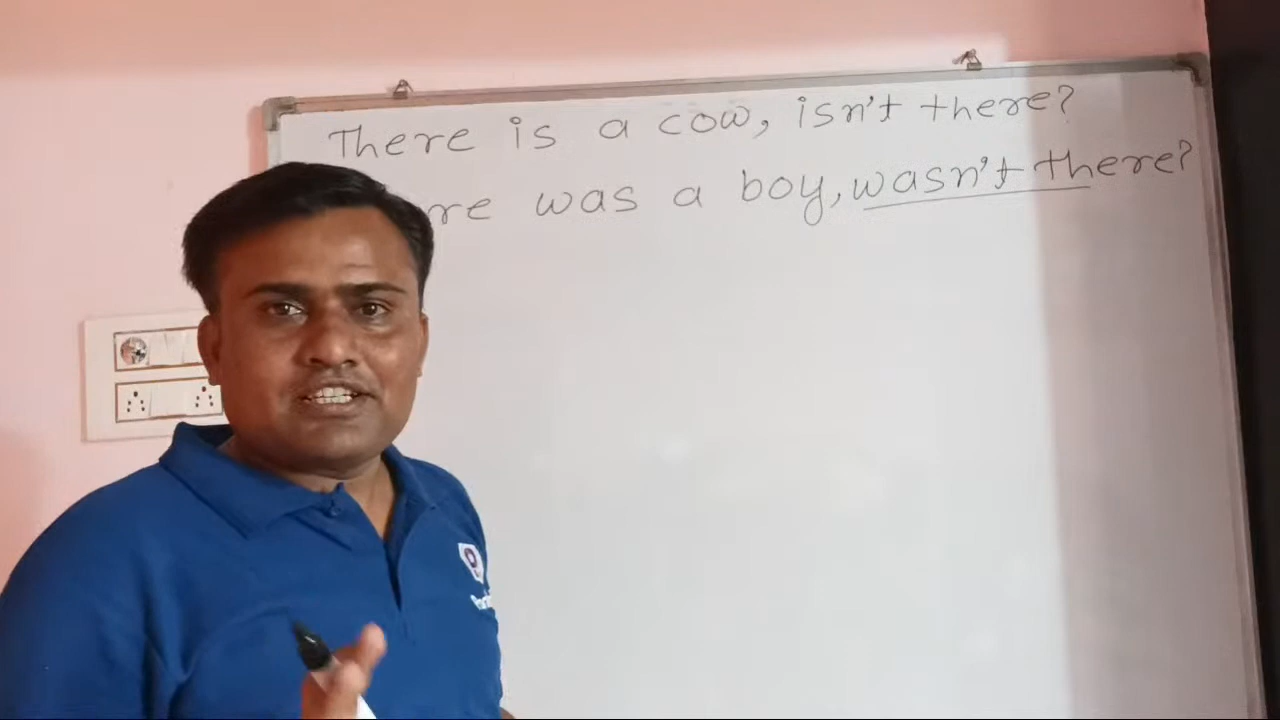 There is a cow, isn't there?
re was a boy, wasn't there?